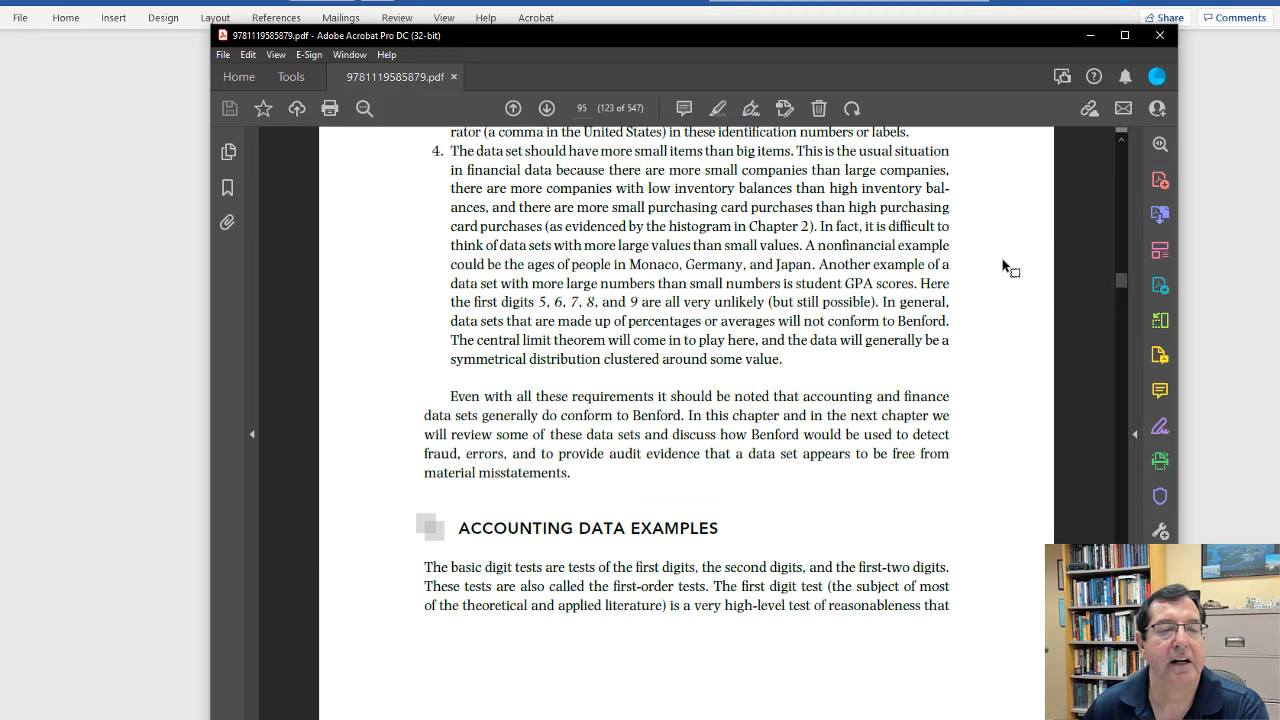 File Home Insert Design Layout References Mailings Review View Help Acrobat Share Comments
9781119585879.pdf - Adobe Acrobat Pro DC (32-bit)
File Edit View E-Sign Window Help
Home Tools 9781119585879.pdf ×
95 (123 of 547)
rator (a comma in the United States) in these identification numbers or labels.
4. The data set should have more small items than big items. This is the usual situation
in financial data because there are more small companies than large companies,
there are more companies with low inventory balances than high inventory bal-
ances, and there are more small purchasing card purchases than high purchasing
card purchases (as evidenced by the histogram in Chapter 2). In fact, it is difficult to
think of data sets with more large values than small values. A nonfinancial example
could be the ages of people in Monaco, Germany, and Japan. Another example of a
data set with more large numbers than small numbers is student GPA scores. Here
the first digits 5, 6, 7, 8, and 9 are all very unlikely (but still possible). In general,
data sets that are made up of percentages or averages will not conform to Benford.
The central limit theorem will come in to play here, and the data will generally be a
symmetrical distribution clustered around some value.
Even with all these requirements it should be noted that accounting and finance
data sets generally do conform to Benford. In this chapter and in the next chapter we
will review some of these data sets and discuss how Benford would be used to detect
fraud, errors, and to provide audit evidence that a data set appears to be free from
material misstatements.
ACCOUNTING DATA EXAMPLES
The basic digit tests are tests of the first digits, the second digits, and the first-two digits.
These tests are also called the first-order tests. The first digit test (the subject of most
of the theoretical and applied literature) is a very high-level test of reasonableness that